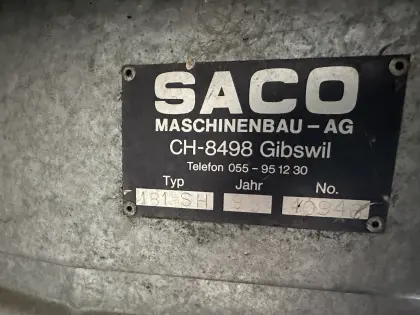 SACO
MASCHINENBAU – AG
CH-8498 Gibswil
Telefon 055 – 95 12 30
Typ Jahr No.